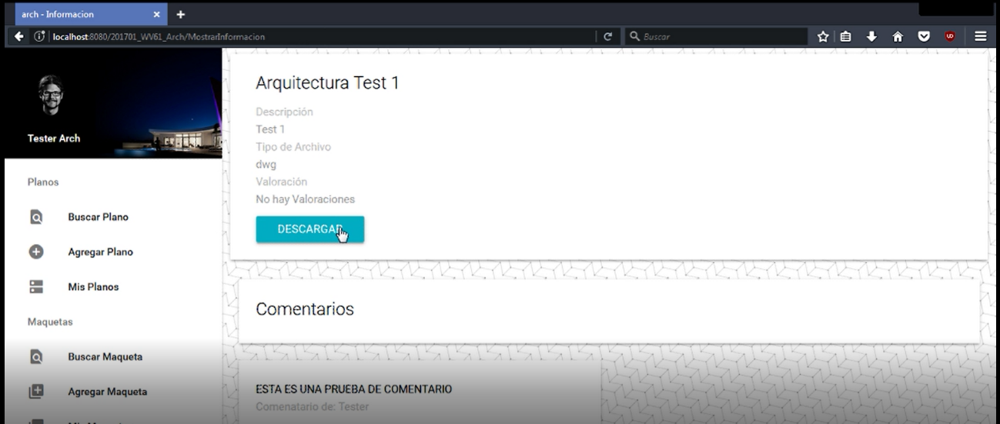 arch - Informacion
localhost:8080/201701_WV61_Arch/MostrarInformacion
Buscar
Tester Arch
Planos
Buscar Plano
Agregar Plano
Mis Planos
Maquetas
Buscar Maqueta
Agregar Maqueta
Arquitectura Test 1
Descripción
Test 1
Tipo de Archivo
dwg
Valoración
No hay Valoraciones
DESCARGAR
Comentarios
ESTA ES UNA PRUEBA DE COMENTARIO
Comenatario de: Tester